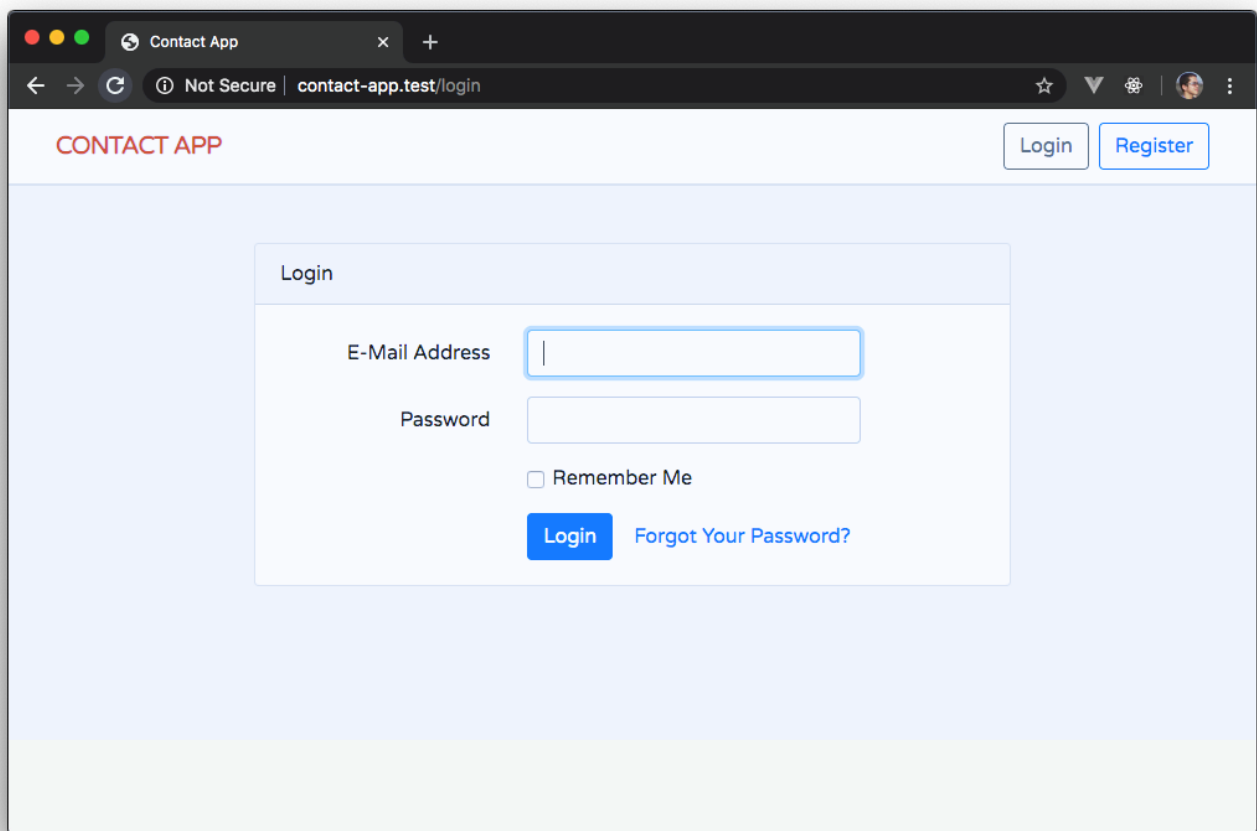 Contact App
Not Secure contact-app.test/login
CONTACT APP Login Register
Login
E-Mail Address
Password
Remember Me
Login Forgot Your Password?